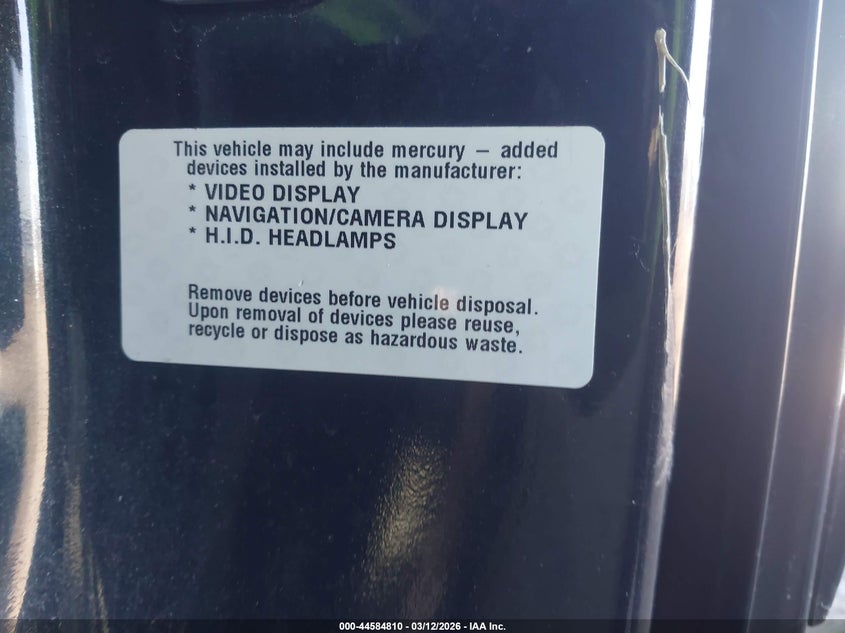 This vehicle may include mercury — added
devices installed by the manufacturer:
* VIDEO DISPLAY
* NAVIGATION/CAMERA DISPLAY
* H.I.D. HEADLAMPS
Remove devices before vehicle disposal.
Upon removal of devices please reuse,
recycle or dispose as hazardous waste.
000-44584810 - 03/12/2026 - IAA Inc.